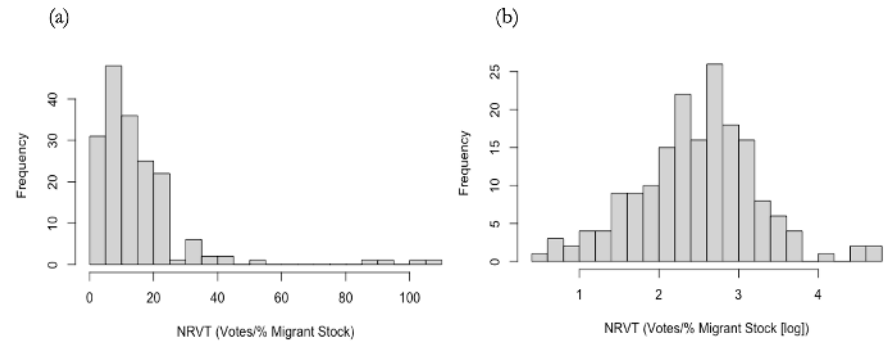 (a)
Frequency
0 10 20 30 40
0 20 40 60 80 100
NRVT (Votes/% Migrant Stock)
(b)
Frequency
0 5 10 15 20 25
1 2 3 4
NRVT (Votes/% Migrant Stock [log])